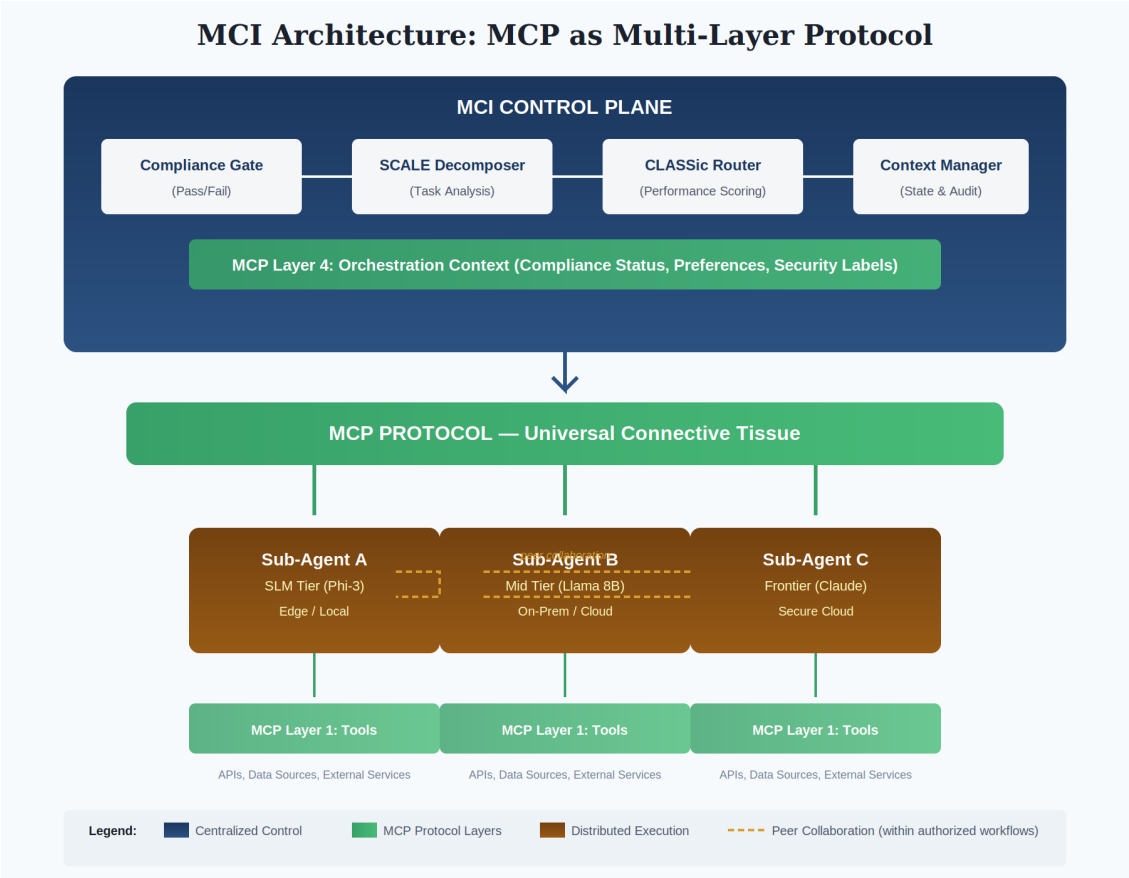 MCI Architecture: MCP as Multi-Layer Protocol
MCI CONTROL PLANE
Compliance Gate
(Pass/Fail)
SCALE Decomposer
(Task Analysis)
CLASSic Router
(Performance Scoring)
Context Manager
(State & Audit)
MCP Layer 4: Orchestration Context (Compliance Status, Preferences, Security Labels)
MCP PROTOCOL — Universal Connective Tissue
Sub-Agent A
SLM Tier (Phi-3)
Edge / Local
peer collaboration
Sub-Agent B
Mid Tier (Llama 8B)
On-Prem / Cloud
Sub-Agent C
Frontier (Claude)
Secure Cloud
MCP Layer 1: Tools
APIs, Data Sources, External Services
MCP Layer 1: Tools
APIs, Data Sources, External Services
MCP Layer 1: Tools
APIs, Data Sources, External Services
Legend:
Centralized Control
MCP Protocol Layers
Distributed Execution
Peer Collaboration (within authorized workflows)